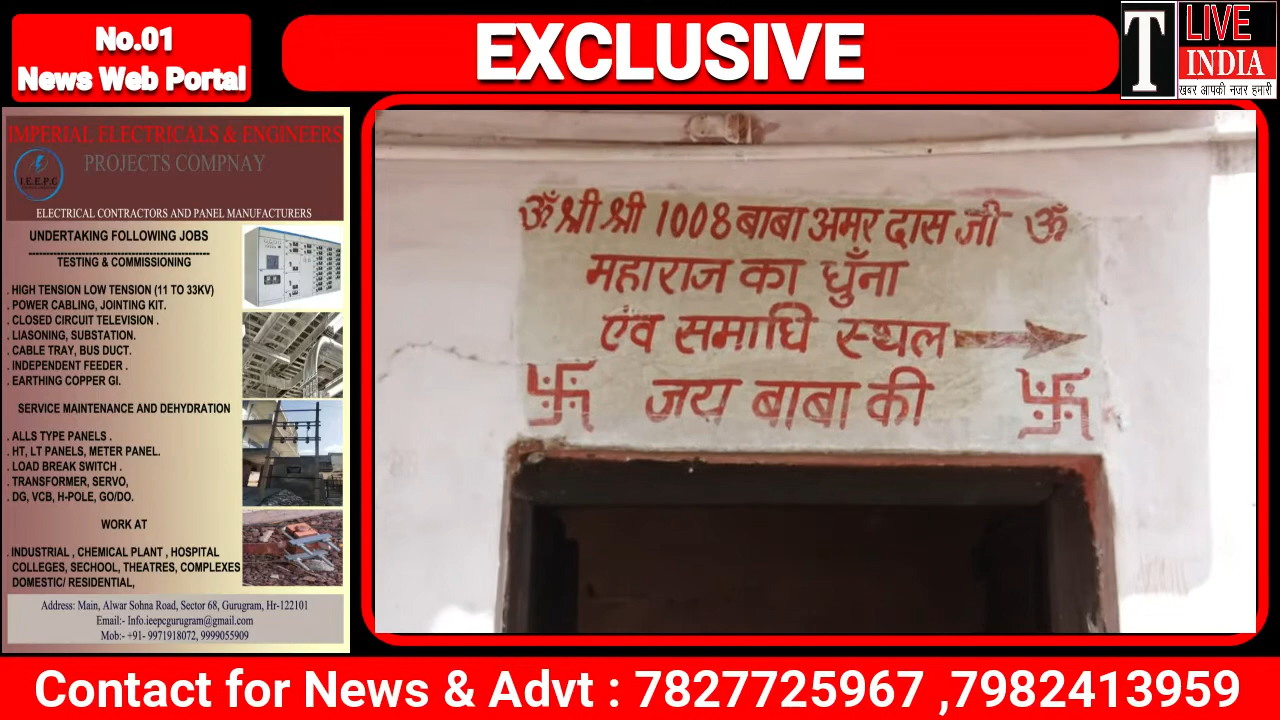 No.01
News Web Portal
EXCLUSIVE
T LIVE
INDIA
खबर आपकी नजर हमारी
IMPERIAL ELECTRICALS & ENGINEERS
PROJECTS COMPNAY
I.E.E.P.C
ELECTRICAL CONTRACTORS AND PANEL MANUFACTURERS
UNDERTAKING FOLLOWING JOBS
TESTING & COMMISSIONING
. HIGH TENSION LOW TENSION (11 TO 33KV)
. POWER CABLING, JOINTING KIT.
. CLOSED CIRCUIT TELEVISION .
. LIASONING, SUBSTATION.
. CABLE TRAY, BUS DUCT.
. INDEPENDENT FEEDER .
. EARTHING COPPER GI.
SERVICE MAINTENANCE AND DEHYDRATION
. ALLS TYPE PANELS .
. HT, LT PANELS, METER PANEL.
. LOAD BREAK SWITCH .
. TRANSFORMER, SERVO,
. DG, VCB, H-POLE, GO/DO.
WORK AT
. INDUSTRIAL , CHEMICAL PLANT , HOSPITAL
COLLEGES, SECHOOL, THEATRES, COMPLEXES
DOMESTIC/ RESIDENTIAL,
Address: Main, Alwar Sohna Road, Sector 68, Gurugram, Hr-122101
Email:- Info.ieepcgurugram@gmail.com
Mob:- +91- 9971918072, 9999055909
ॐ श्री श्री 1008 बाबा अमर दास जी ॐ
महाराज का धुँना
एंव समाधि स्थल
जय बाबा की
Contact for News & Advt : 7827725967 ,7982413959